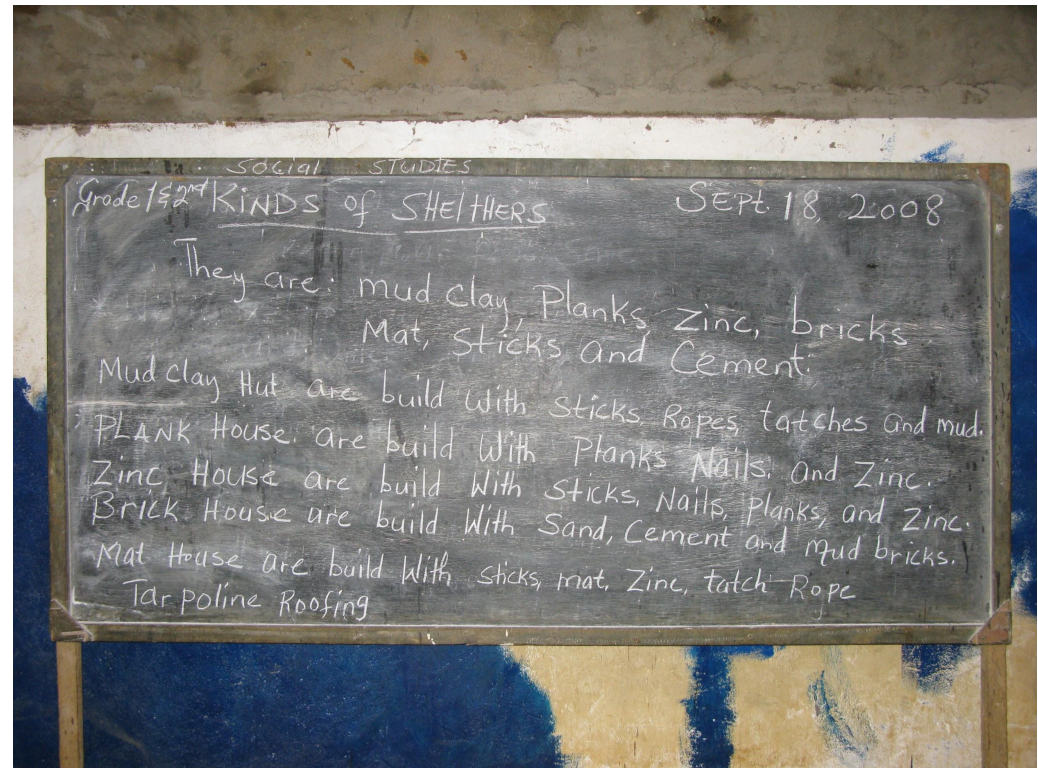 Social STUDIES
Grade 1 & 2nd KINDS of SHElTHERS SEPt. 18, 2008
They are: mud clay, Planks, Zinc, bricks
Mat, Sticks and Cement.
Mud clay Hut are build with sticks, Ropes, tatches and mud.
PLANK House. are build With Planks Nails. and Zinc.
Zinc House are build With sticks, Nails, planks, and Zinc.
Brick House are build With Sand, Cement and mud bricks.
Mat House are build With sticks, mat, Zinc, tatch Rope
Tarpoline Roofing